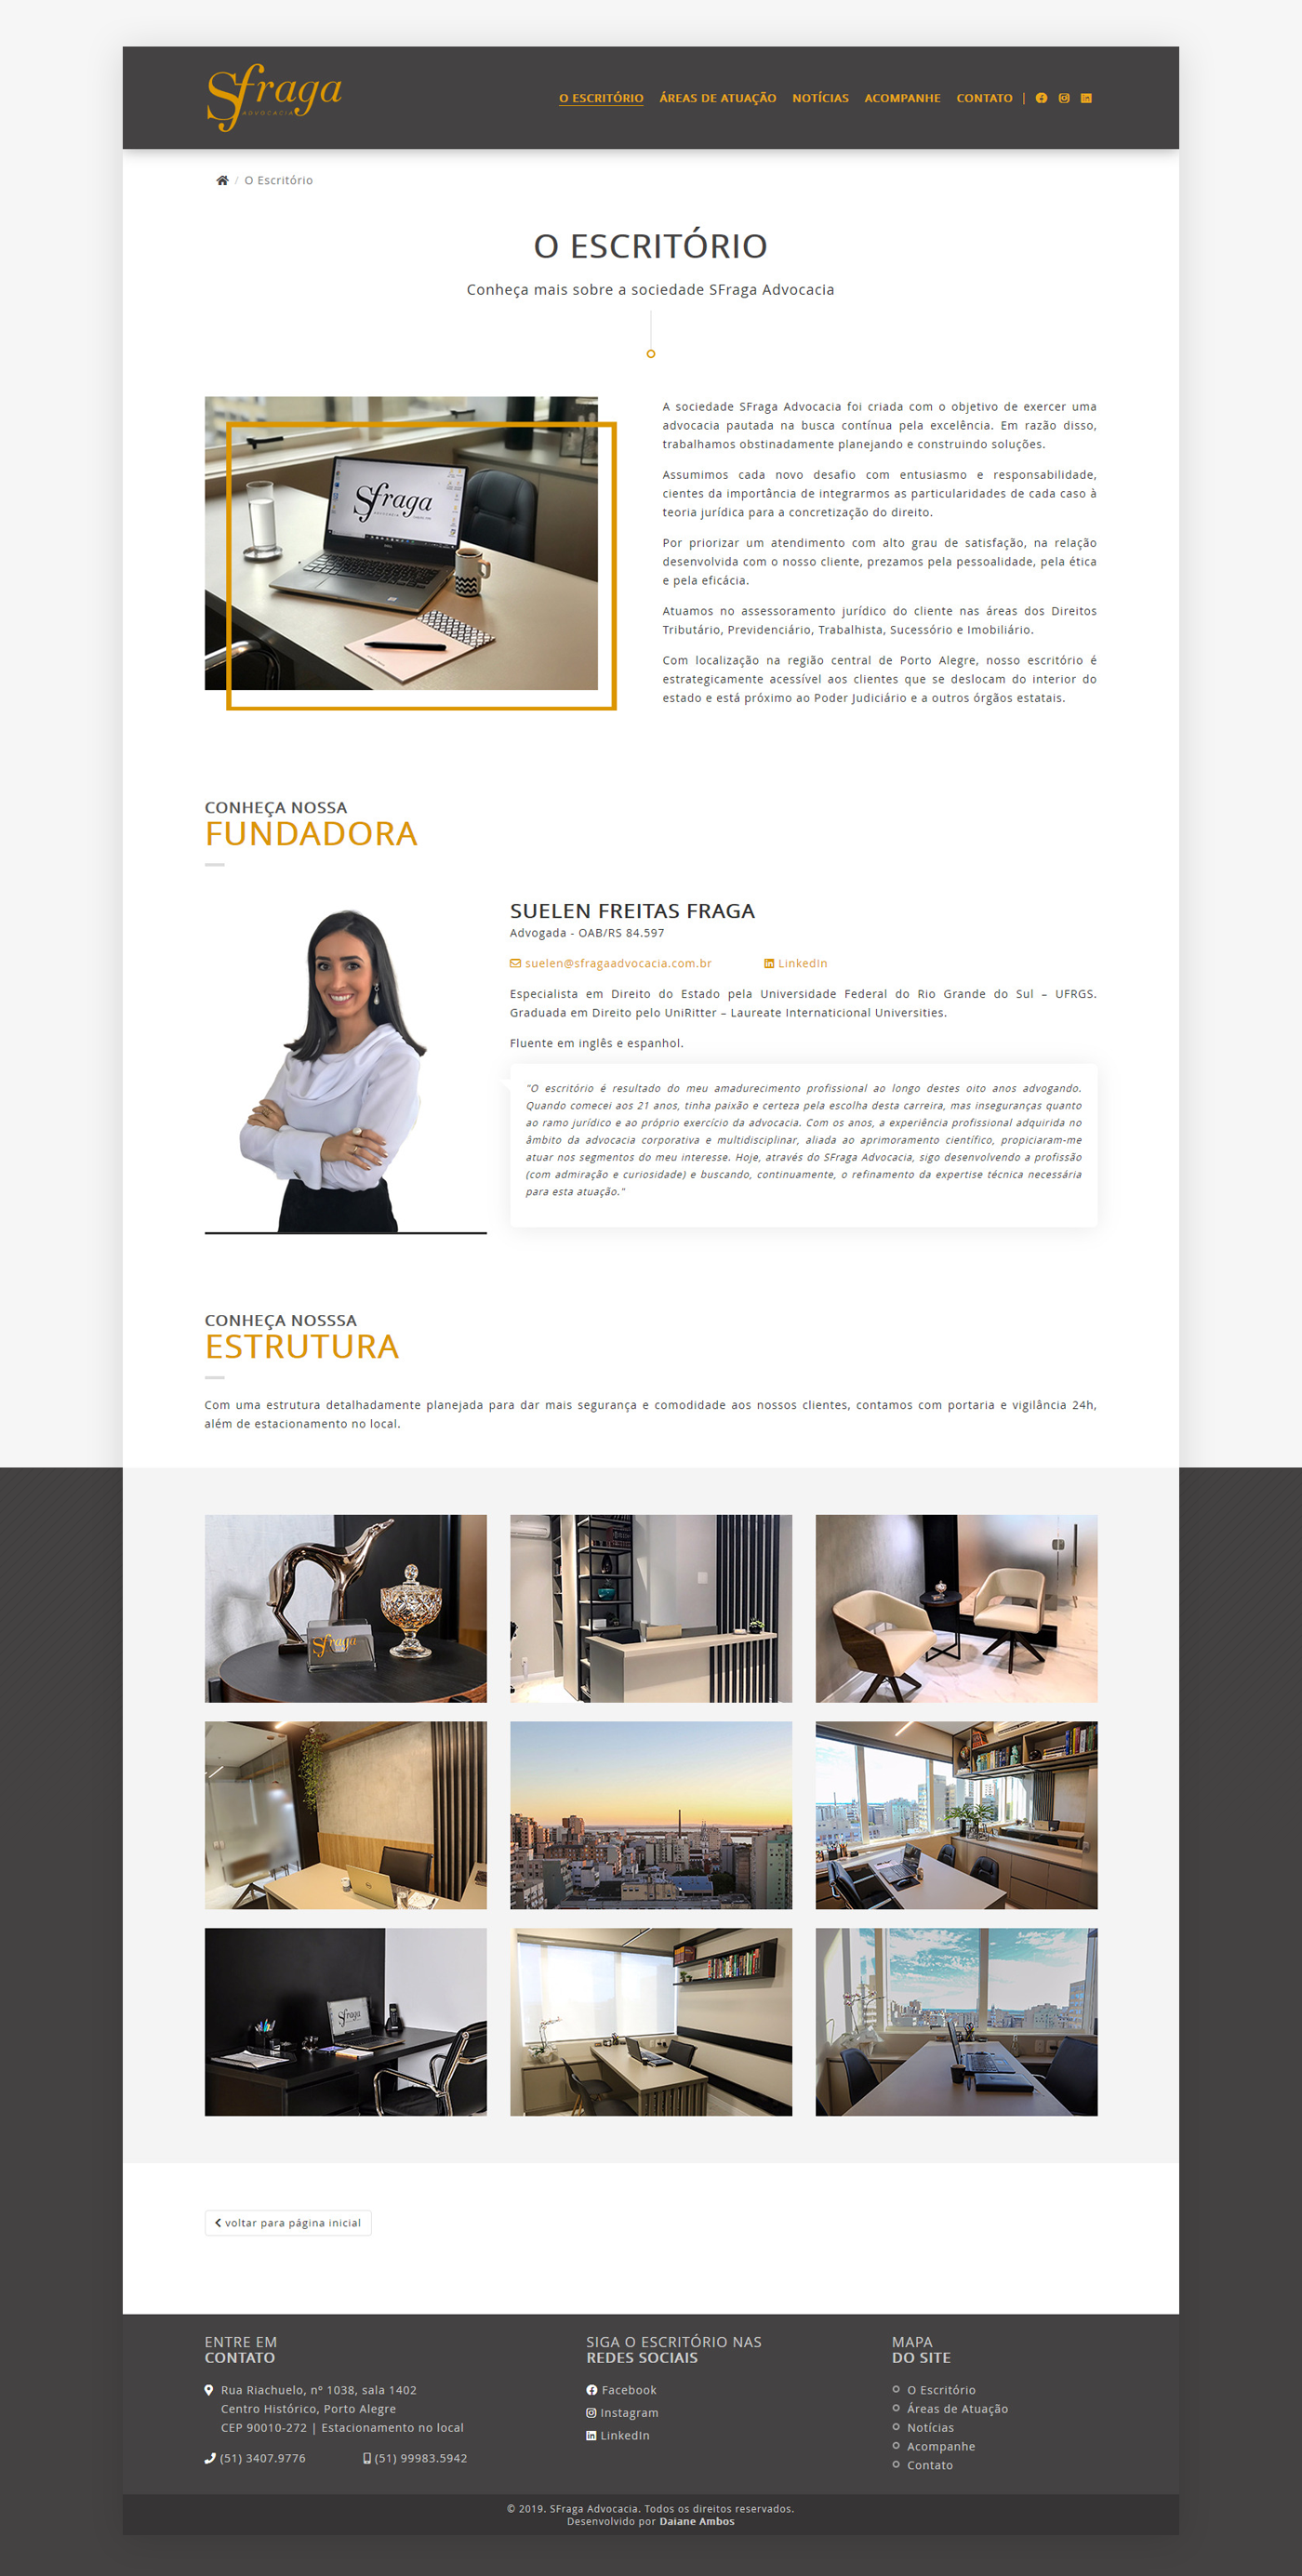 Sfraga
ADVOCACIA
O ESCRITÓRIO ÁREAS DE ATUAÇÃO NOTÍCIAS ACOMPANHE CONTATO |
/ O Escritório
O ESCRITÓRIO
Conheça mais sobre a sociedade SFraga Advocacia
Sfraga
ADVOCACIA
A sociedade SFraga Advocacia foi criada com o objetivo de exercer uma
advocacia pautada na busca contínua pela excelência. Em razão disso,
trabalhamos obstinadamente planejando e construindo soluções.
Assumimos cada novo desafio com entusiasmo e responsabilidade,
cientes da importância de integrarmos as particularidades de cada caso à
teoria jurídica para a concretização do direito.
Por priorizar um atendimento com alto grau de satisfação, na relação
desenvolvida com o nosso cliente, prezamos pela pessoalidade, pela ética
e pela eficácia.
Atuamos no assessoramento jurídico do cliente nas áreas dos Direitos
Tributário, Previdenciário, Trabalhista, Sucessório e Imobiliário.
Com localização na região central de Porto Alegre, nosso escritório é
estrategicamente acessível aos clientes que se deslocam do interior do
estado e está próximo ao Poder Judiciário e a outros órgãos estatais.
CONHEÇA NOSSA
FUNDADORA
SUELEN FREITAS FRAGA
Advogada - OAB/RS 84.597
suelen@sfragaadvocacia.com.br LinkedIn
Especialista em Direito do Estado pela Universidade Federal do Rio Grande do Sul – UFRGS.
Graduada em Direito pelo UniRitter – Laureate Internaticional Universities.
Fluente em inglês e espanhol.
"O escritório é resultado do meu amadurecimento profissional ao longo destes oito anos advogando.
Quando comecei aos 21 anos, tinha paixão e certeza pela escolha desta carreira, mas inseguranças quanto
ao ramo jurídico e ao próprio exercício da advocacia. Com os anos, a experiência profissional adquirida no
âmbito da advocacia corporativa e multidisciplinar, aliada ao aprimoramento científico, propiciaram-me
atuar nos segmentos do meu interesse. Hoje, através do SFraga Advocacia, sigo desenvolvendo a profissão
(com admiração e curiosidade) e buscando, continuamente, o refinamento da expertise técnica necessária
para esta atuação."
CONHEÇA NOSSSA
ESTRUTURA
Com uma estrutura detalhadamente planejada para dar mais segurança e comodidade aos nossos clientes, contamos com portaria e vigilância 24h,
além de estacionamento no local.
Sfraga
Sfraga
voltar para página inicial
ENTRE EM
CONTATO
Rua Riachuelo, nº 1038, sala 1402
Centro Histórico, Porto Alegre
CEP 90010-272 | Estacionamento no local
(51) 3407.9776 (51) 99983.5942
SIGA O ESCRITÓRIO NAS
REDES SOCIAIS
Facebook
Instagram
LinkedIn
MAPA
DO SITE
O Escritório
Áreas de Atuação
Notícias
Acompanhe
Contato
© 2019. SFraga Advocacia. Todos os direitos reservados.
Desenvolvido por Daiane Ambos